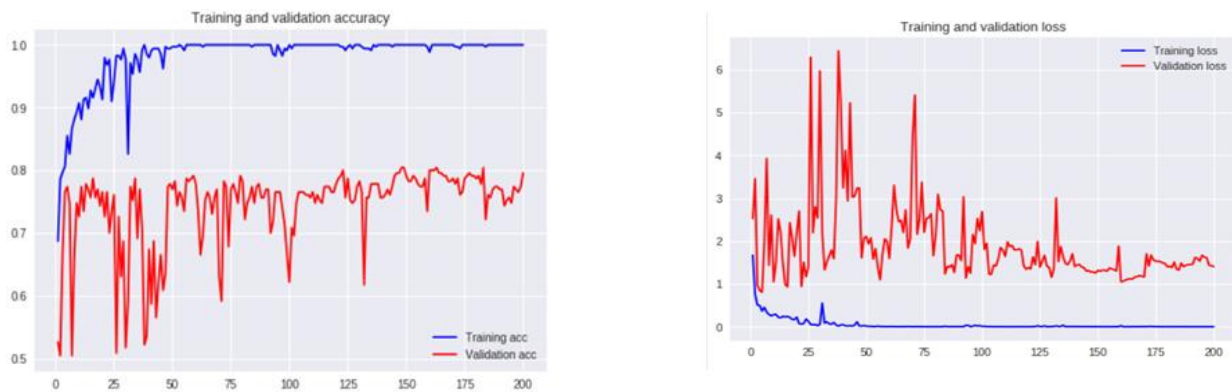 Training and validation accuracy
1.0
0.9
0.8
0.7
0.6
0.5
Training acc
Validation acc
0 25 50 75 100 125 150 175 200
Training and validation loss
Training loss
Validation loss
6
5
4
3
2
1
0
0 25 50 75 100 125 150 175 200